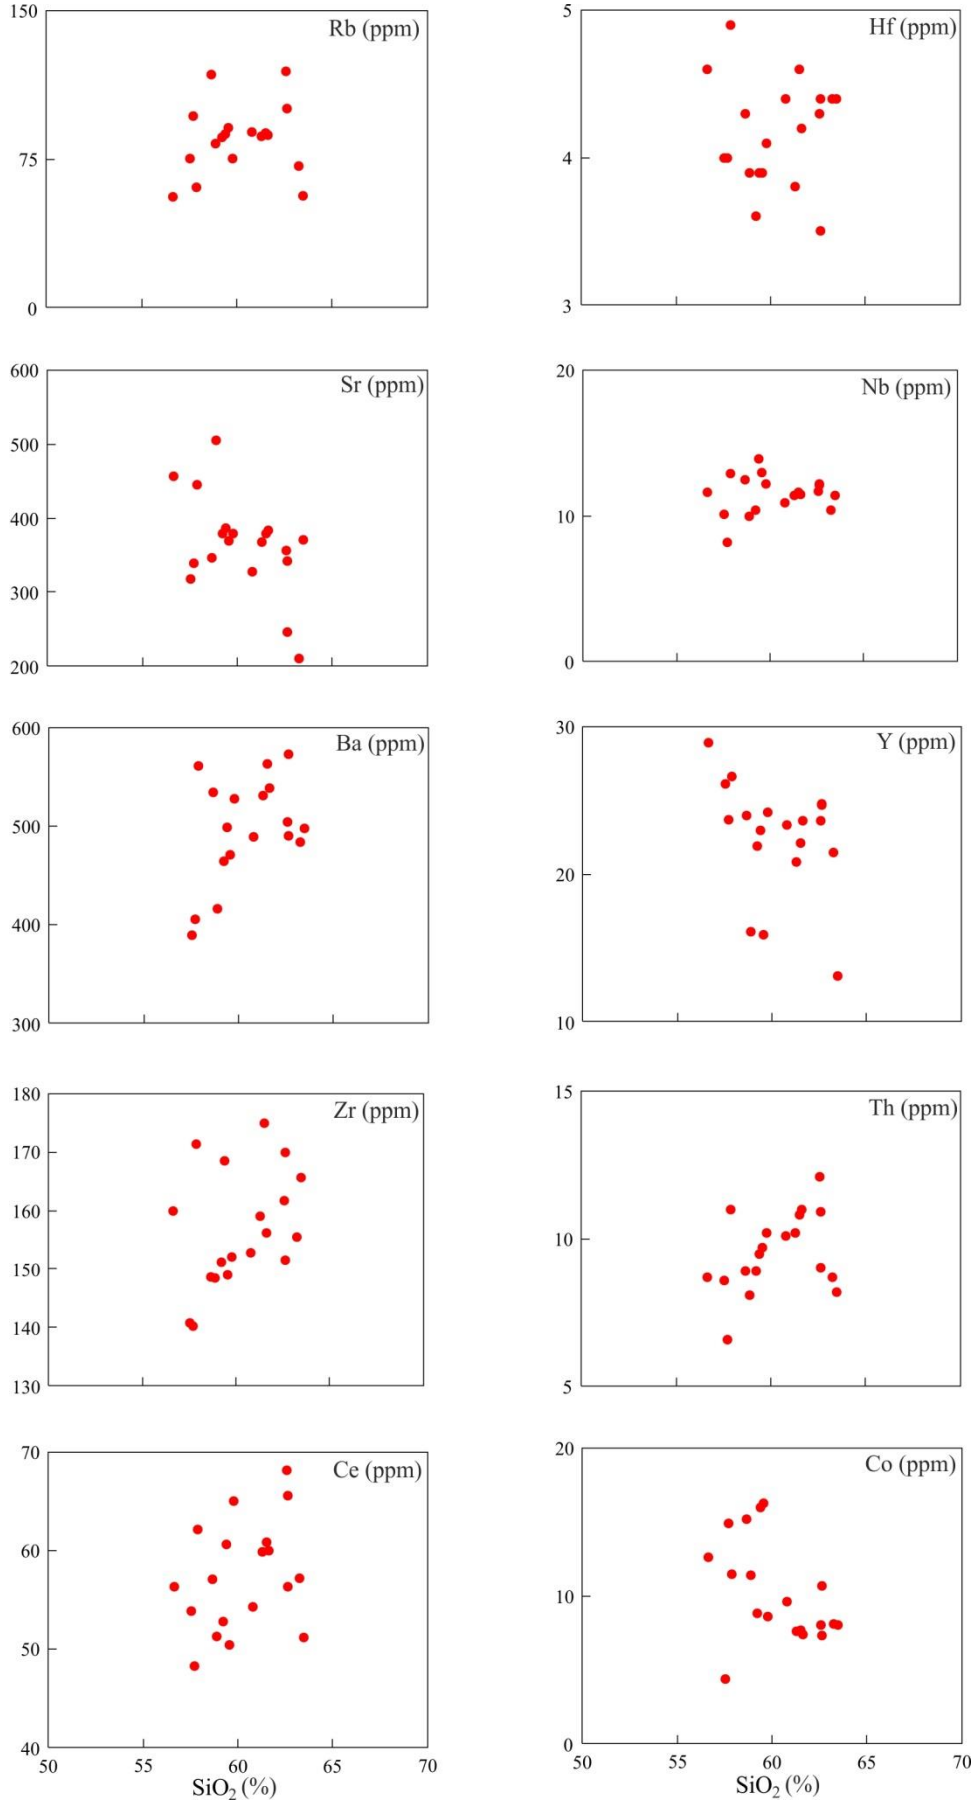 150
Rb (ppm)
75
0
5
Hf (ppm)
4
3
600
Sr (ppm)
500
400
300
200
20
Nb (ppm)
10
0
600
Ba (ppm)
500
400
300
30
Y (ppm)
20
10
180
Zr (ppm)
170
160
150
140
130
15
Th (ppm)
10
5
70
Ce (ppm)
60
50
40
50 55 60 65 70
SiO₂ (%)
20
Co (ppm)
10
0
50 55 60 65 70
SiO₂ (%)